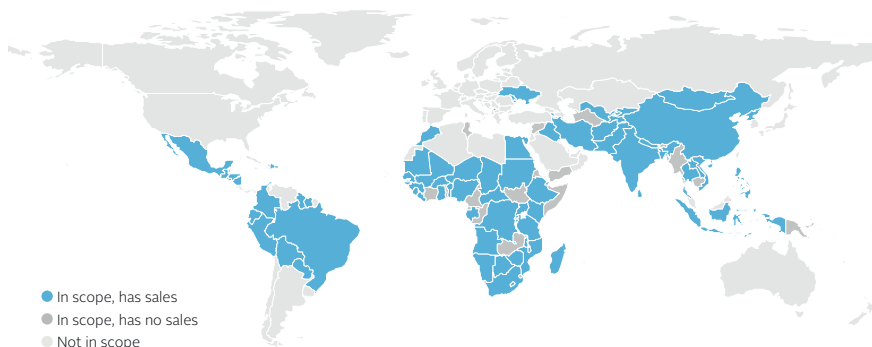 In scope, has sales
In scope, has no sales
Not in scope